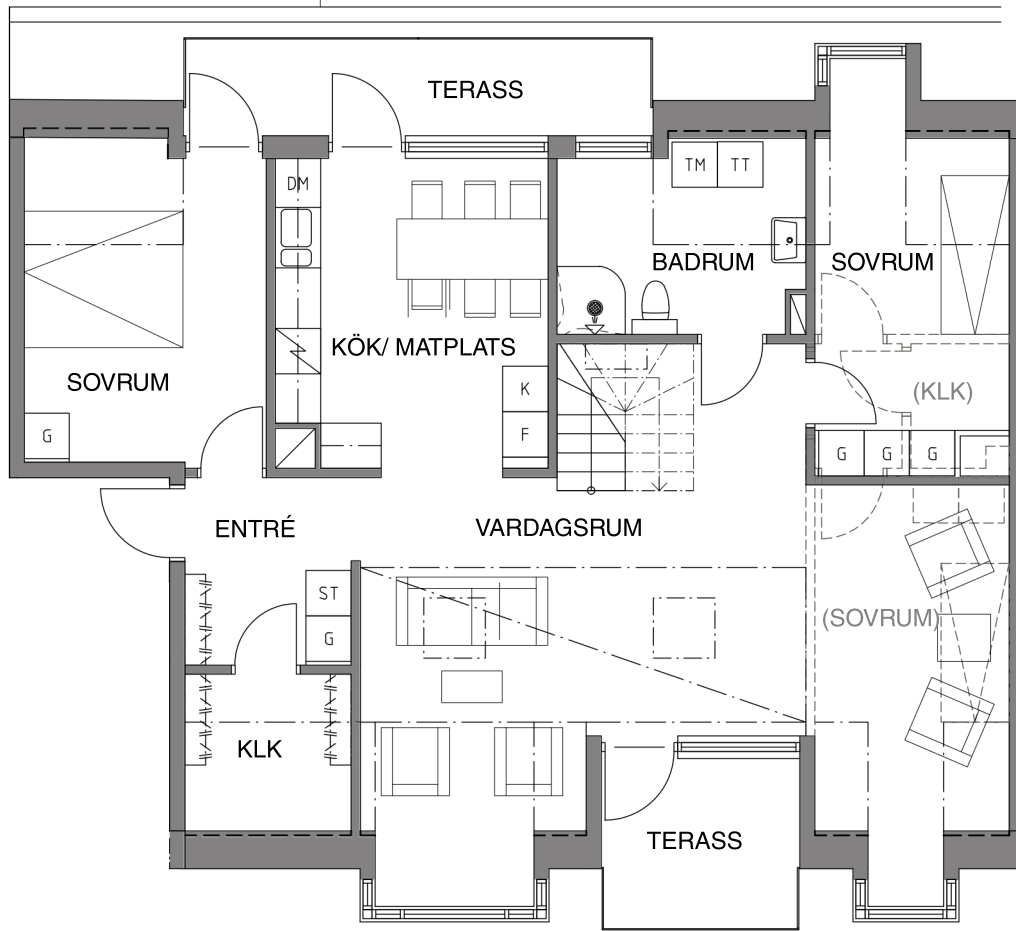 TERASS
DM
TM TT
BADRUM
SOVRUM
KÖK/ MATPLATS
SOVRUM
K
(KLK)
G
F
G G G
ENTRÉ
VARDAGSRUM
ST
G
(SOVRUM)
KLK
TERASS